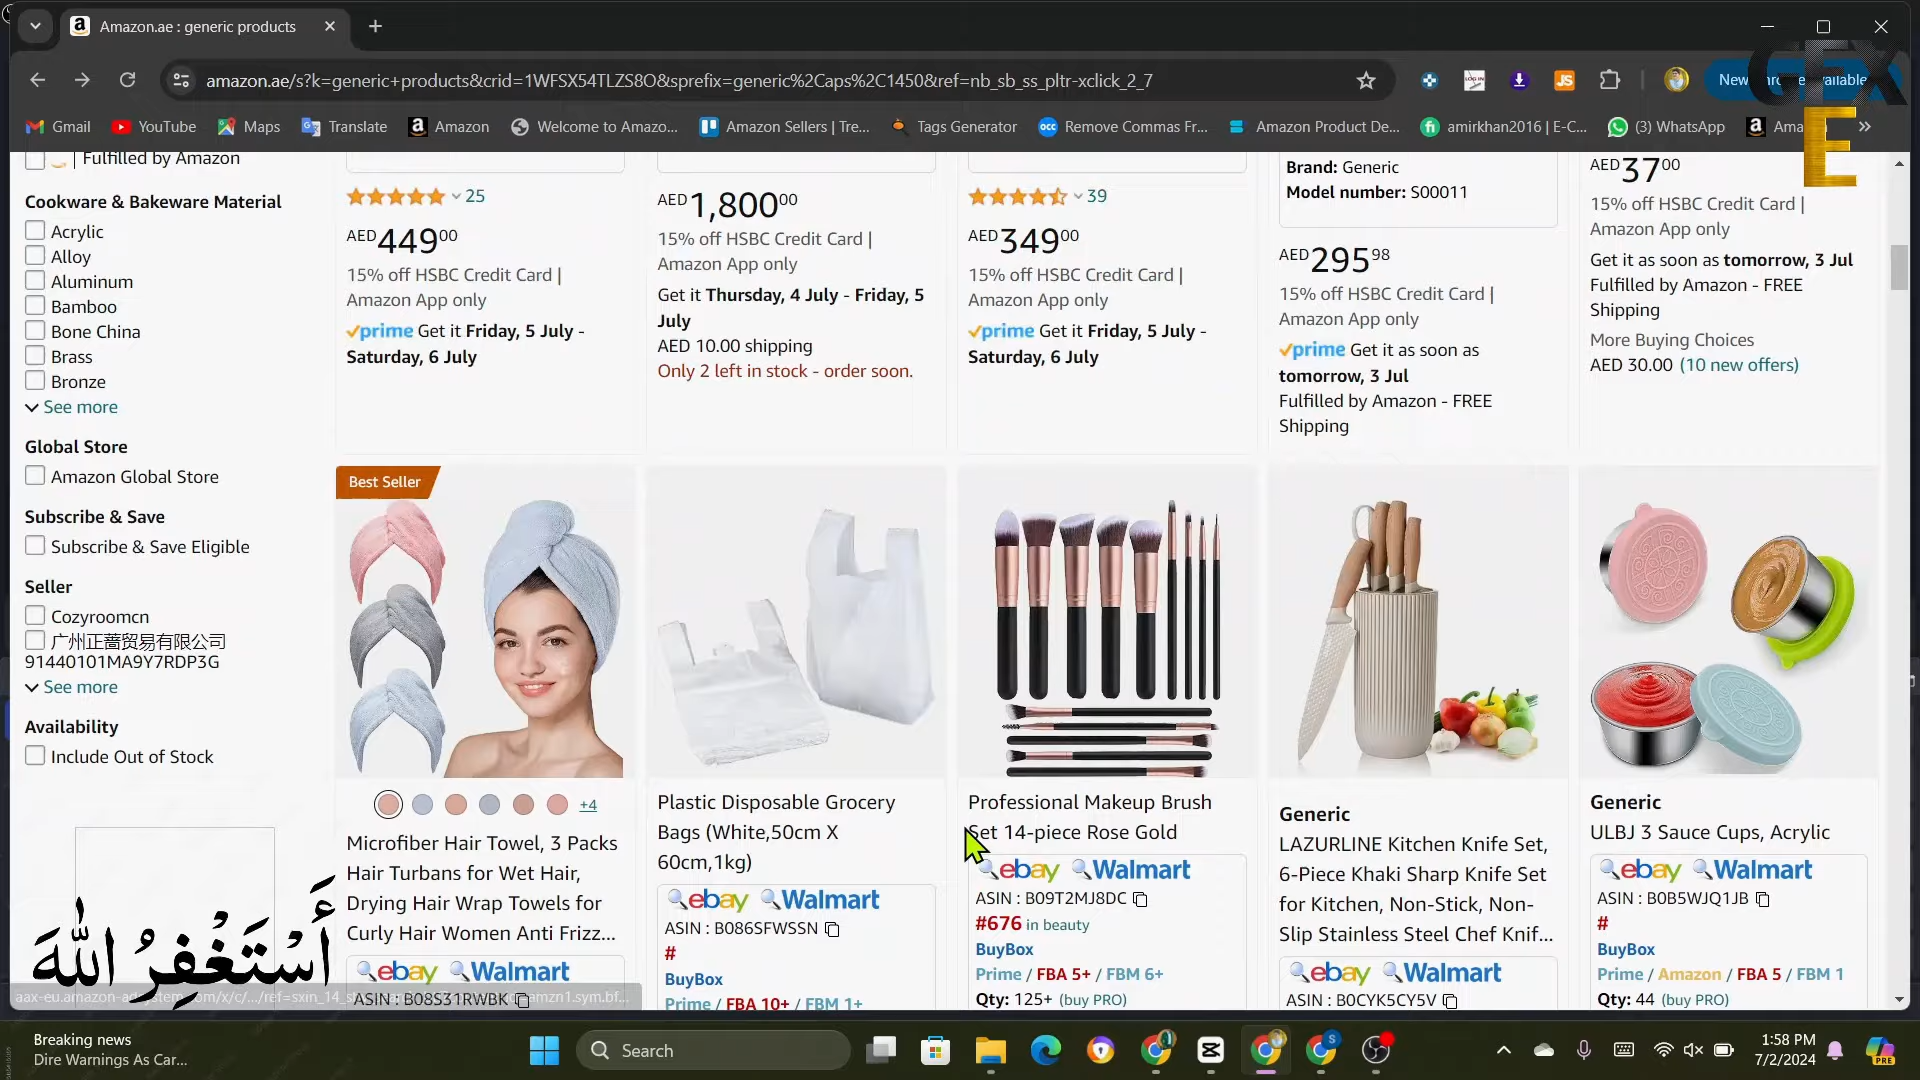 Amazon.ae : generic products
amazon.ae/s?k=generic+products&crid=1WFSX54TLZS8O&sprefix=generic%2Caps%2C1450&ref=nb_sb_ss_pltr-xclick_2_7
Gmail
YouTube
Maps
Translate
Amazon
Welcome to Amazo...
Amazon Sellers | Tre...
Tags Generator
Remove Commas Fr...
Amazon Product De...
amirkhan2016 | E-C...
(3) WhatsApp
Fulfilled by Amazon
Cookware & Bakeware Material
Acrylic
Alloy
Aluminum
Bamboo
Bone China
Brass
Bronze
See more
Global Store
Amazon Global Store
Subscribe & Save
Subscribe & Save Eligible
Seller
Cozyroomcn
广州正蔷贸易有限公司
91440101MA9Y7RDP3G
See more
Availability
Include Out of Stock
أَسْتَغْفِرُ اللهَ
25
AED44900
15% off HSBC Credit Card |
Amazon App only
prime Get it Friday, 5 July -
Saturday, 6 July
AED1,80000
15% off HSBC Credit Card |
Amazon App only
Get it Thursday, 4 July - Friday, 5
July
AED 10.00 shipping
Only 2 left in stock - order soon.
39
AED34900
15% off HSBC Credit Card |
Amazon App only
prime Get it Friday, 5 July -
Saturday, 6 July
Brand: Generic
Model number: S00011
AED29598
15% off HSBC Credit Card |
Amazon App only
prime Get it as soon as
tomorrow, 3 Jul
Fulfilled by Amazon - FREE
Shipping
AED3700
15% off HSBC Credit Card |
Amazon App only
Get it as soon as tomorrow, 3 Jul
Fulfilled by Amazon - FREE
Shipping
More Buying Choices
AED 30.00 (10 new offers)
Best Seller
+4
Microfiber Hair Towel, 3 Packs
Hair Turbans for Wet Hair,
Drying Hair Wrap Towels for
Curly Hair Women Anti Frizz...
ebay Walmart
ASIN : B08S31RWBK
Plastic Disposable Grocery
Bags (White,50cm X
60cm,1kg)
ebay Walmart
ASIN : B086SFWSSN
#
BuyBox
Prime / FBA 10+ / FBM 1+
Professional Makeup Brush
Set 14-piece Rose Gold
ebay Walmart
ASIN : B09T2MJ8DC
#676 in beauty
BuyBox
Prime / FBA 5+ / FBM 6+
Qty: 125+ (buy PRO)
Generic
LAZURLINE Kitchen Knife Set,
6-Piece Khaki Sharp Knife Set
for Kitchen, Non-Stick, Non-
Slip Stainless Steel Chef Knif...
ebay Walmart
ASIN : B0CYK5CY5V
Generic
ULBJ 3 Sauce Cups, Acrylic
ebay Walmart
ASIN : B0B5WJQ1JB
#
BuyBox
Prime / Amazon / FBA 5 / FBM 1
Qty: 44 (buy PRO)
Breaking news
Dire Warnings As Car...
Search
1:58 PM
7/2/2024